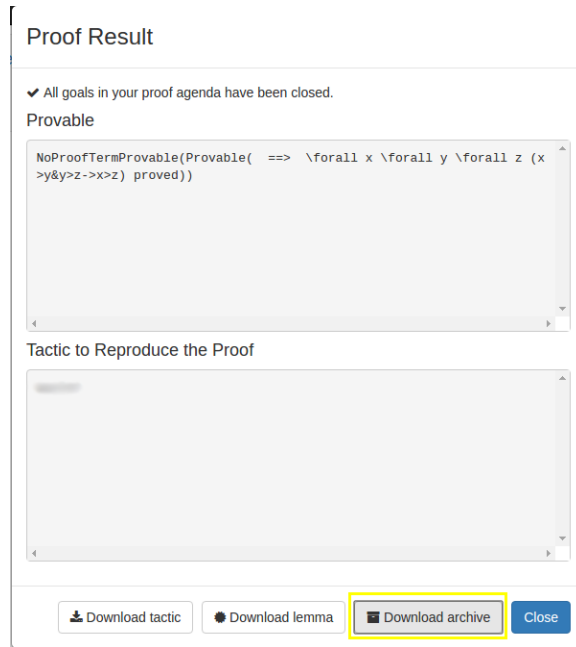 Proof Result
All goals in your proof agenda have been closed.
Provable
NoProofTermProvable(Provable(  ==>  \forall x \forall y \forall z (x
>y&y>z->x>z) proved))
Tactic to Reproduce the Proof
Download tactic
Download lemma
Download archive
Close